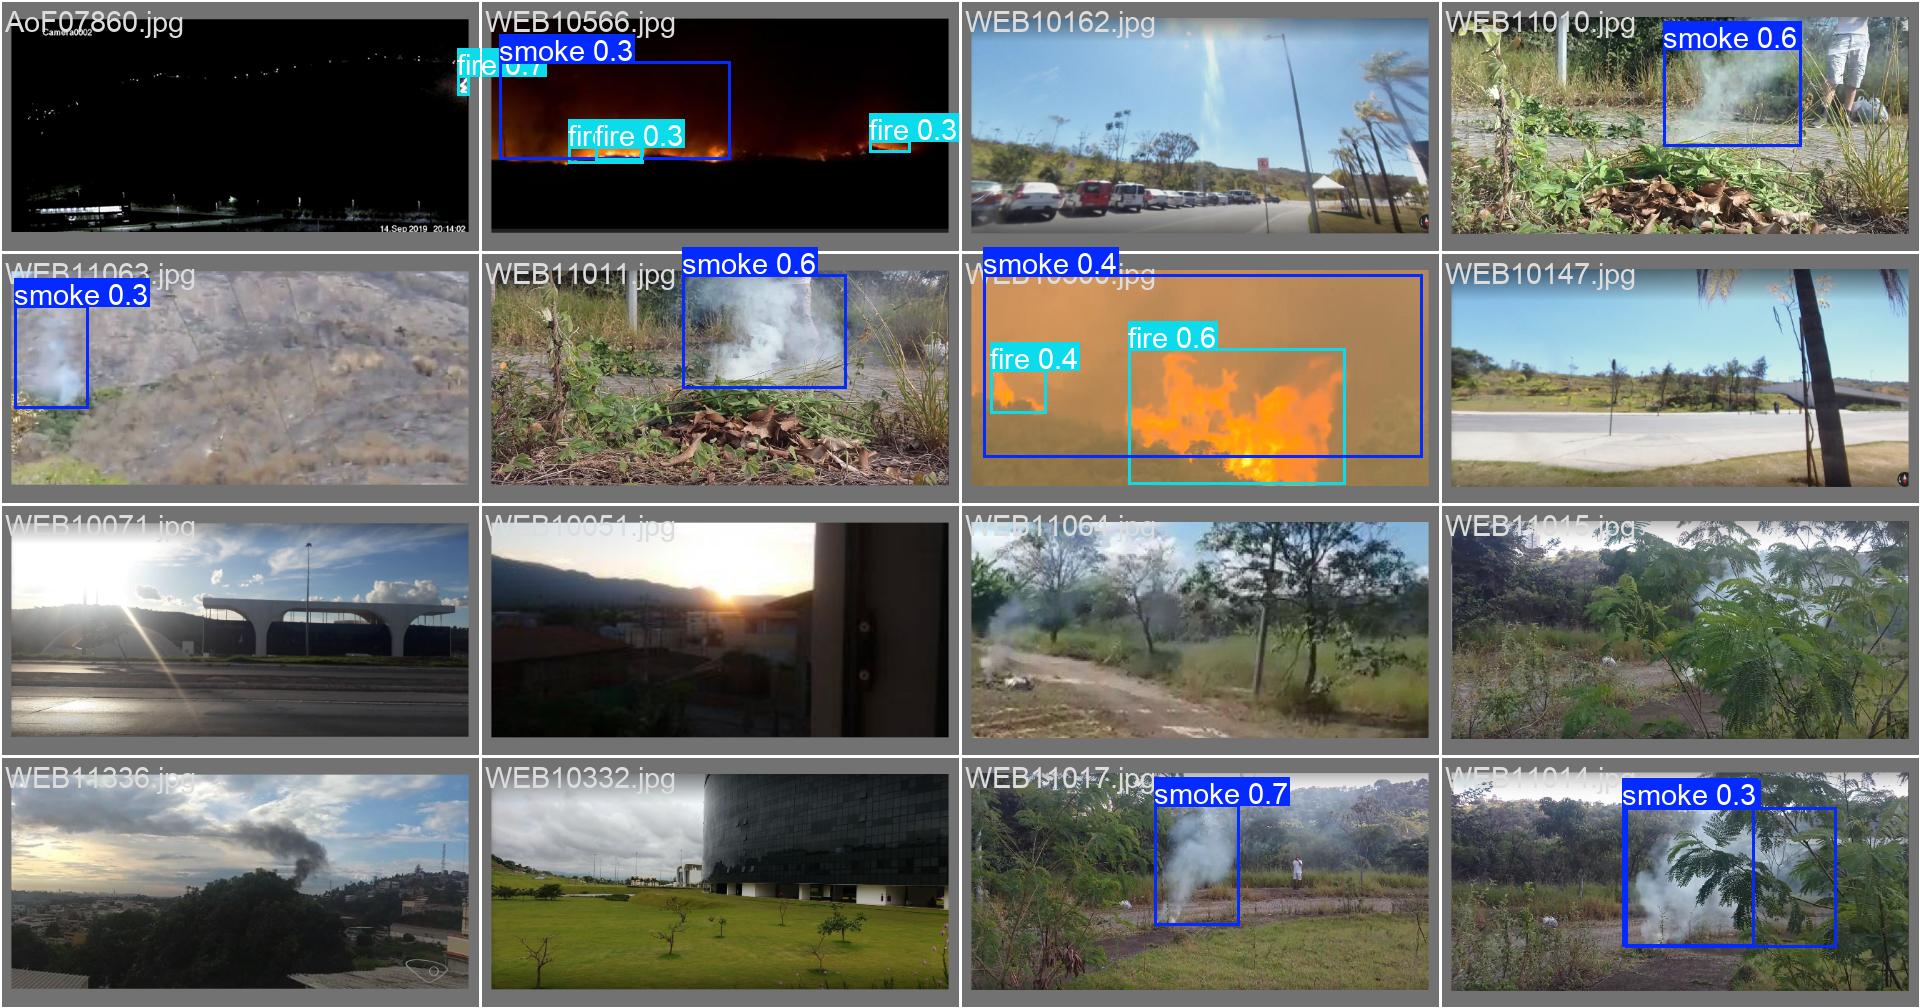 AoF07860.jpg
Camera0002
fire 0.7
14 Sep 2019 20:14:02
WEB10566.jpg
smoke 0.3
fire 0.3
fire 0.3
WEB10162.jpg
WEB11010.jpg
smoke 0.6
WEB11063.jpg
smoke 0.3
WEB11011.jpg
smoke 0.6
smoke 0.4
fire 0.6
fire 0.4
WEB10147.jpg
WEB10071.jpg
WEB10051.jpg
WEB11064.jpg
WEB11015.jpg
WEB11336.jpg
WEB10332.jpg
WEB11017.jpg
smoke 0.7
WEB11014.jpg
smoke 0.3